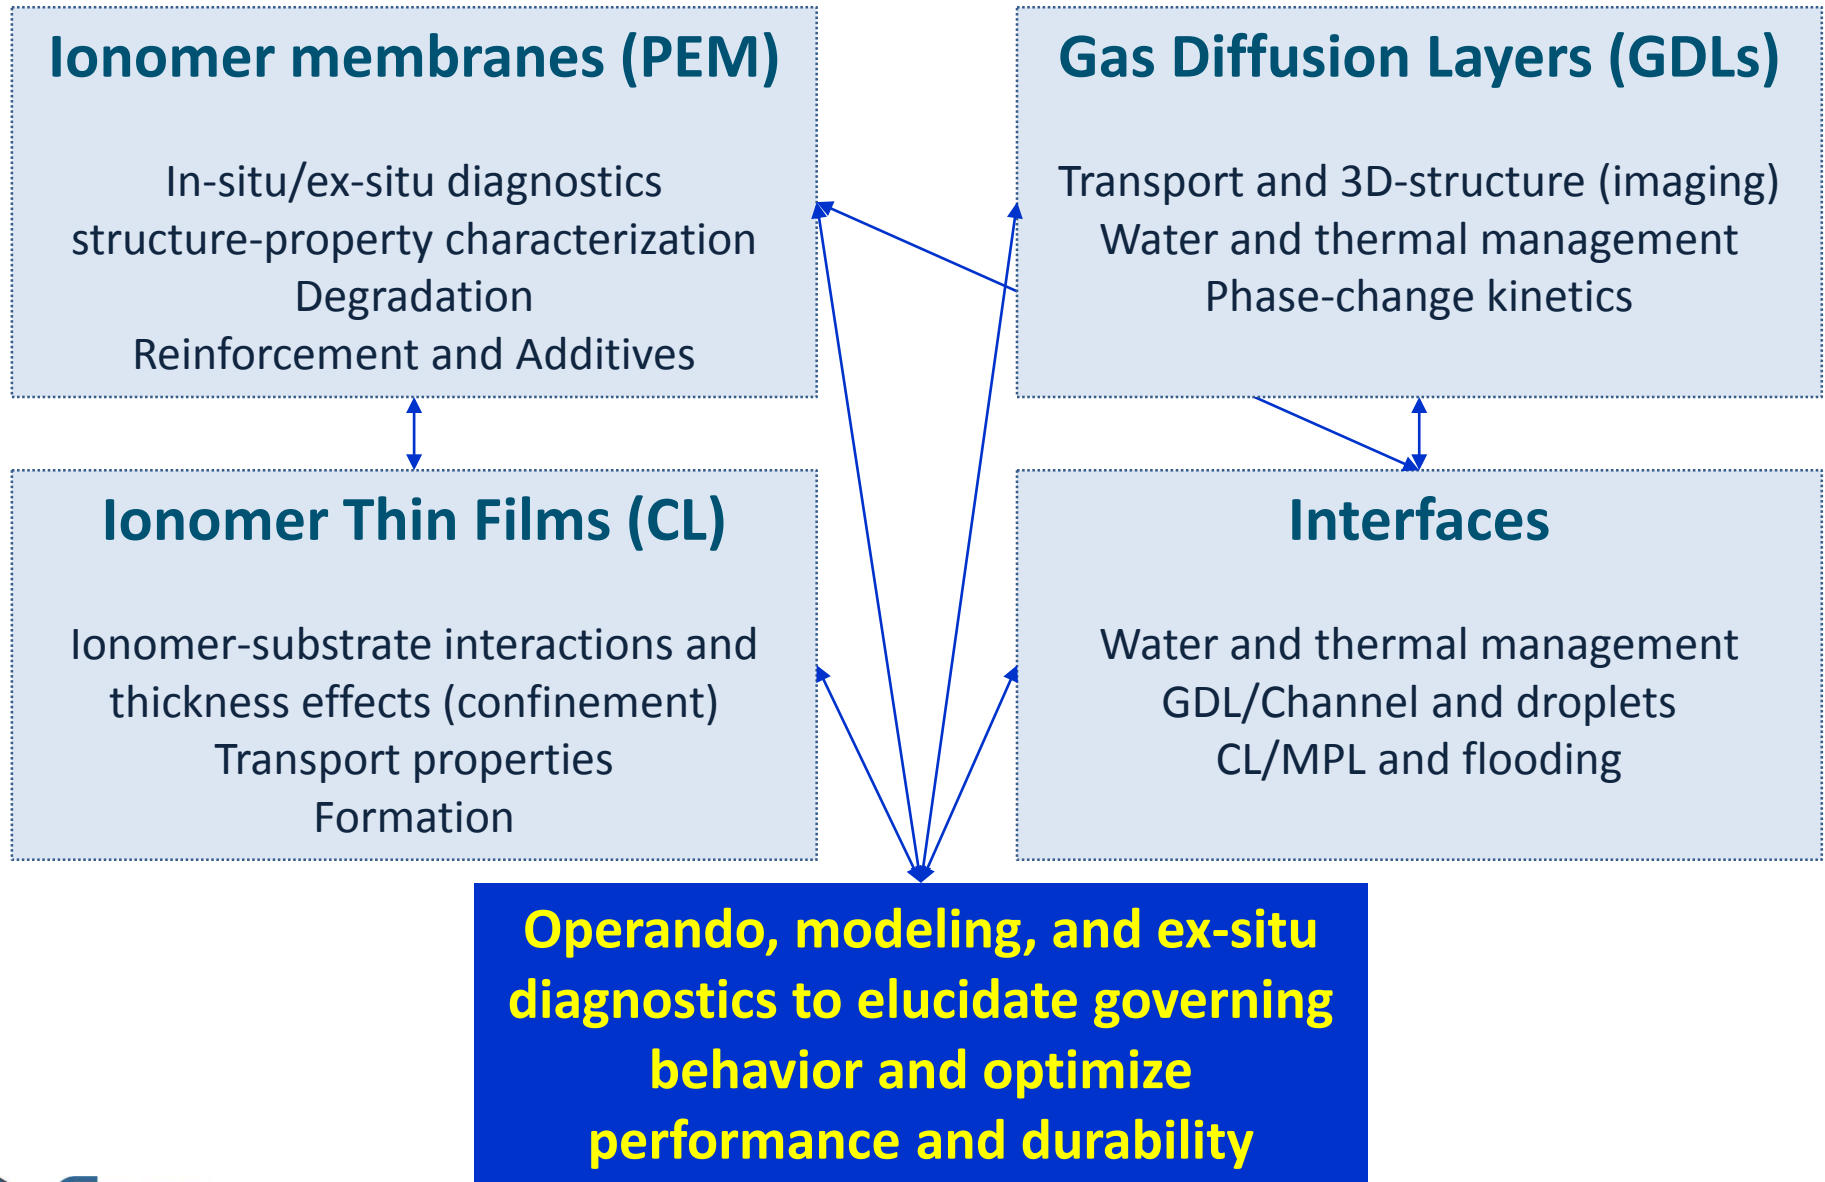 Ionomer membranes (PEM)
In-situ/ex-situ diagnostics
structure-property characterization
Degradation
Reinforcement and Additives
Gas Diffusion Layers (GDLs)
Transport and 3D-structure (imaging)
Water and thermal management
Phase-change kinetics
Ionomer Thin Films (CL)
Ionomer-substrate interactions and
thickness effects (confinement)
Transport properties
Formation
Interfaces
Water and thermal management
GDL/Channel and droplets
CL/MPL and flooding
Operando, modeling, and ex-situ
diagnostics to elucidate governing
behavior and optimize
performance and durability